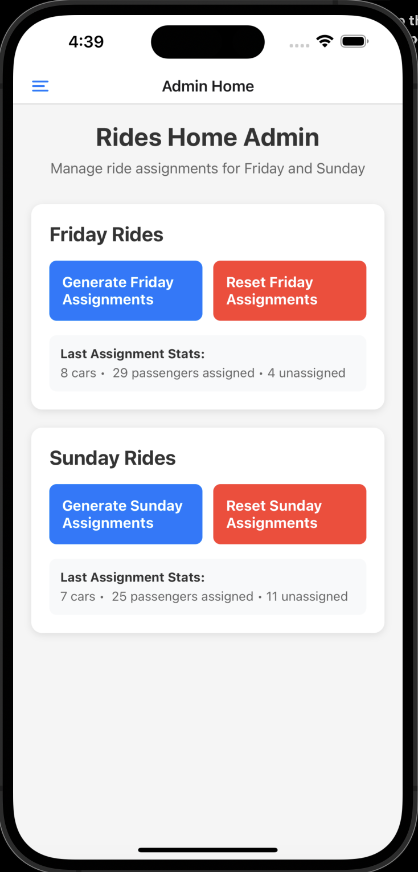 4:39
Admin Home
Rides Home Admin
Manage ride assignments for Friday and Sunday
Friday Rides
Generate Friday
Assignments
Reset Friday
Assignments
Last Assignment Stats:
8 cars • 29 passengers assigned • 4 unassigned
Sunday Rides
Generate Sunday
Assignments
Reset Sunday
Assignments
Last Assignment Stats:
7 cars • 25 passengers assigned • 11 unassigned